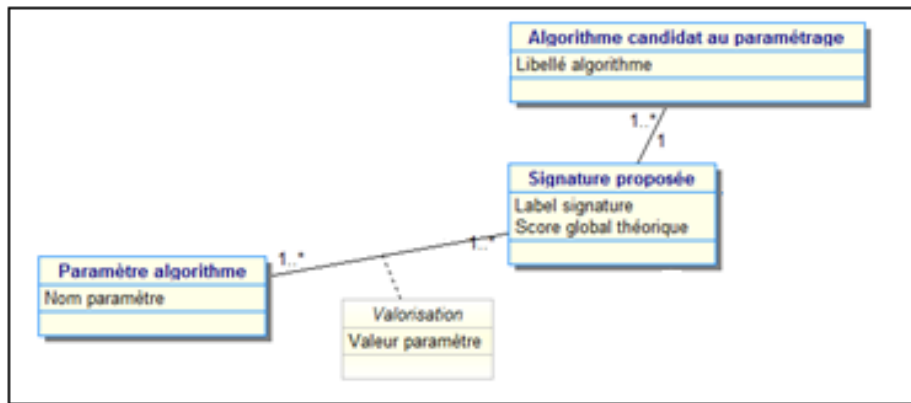 Algorithme candidat au paramétrage
Libellé algorithme
1..*
1
Signature proposée
Label signature
Score global théorique
1..*
1..*
Paramètre algorithme
Nom paramètre
Valorisation
Valeur paramètre